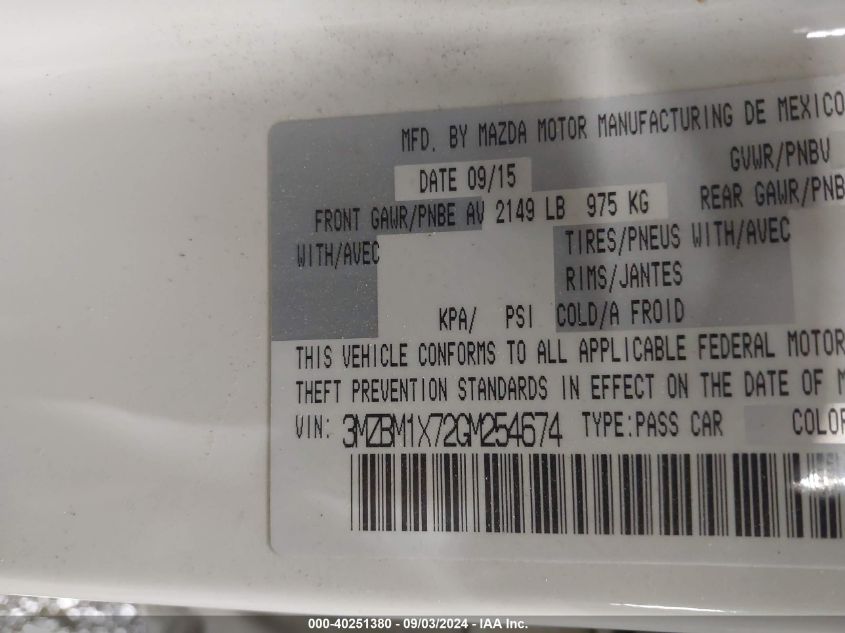 MFD. BY MAZDA MOTOR MANUFACTURING DE MEXICO
GVWR/PNBV
DATE 09/15
FRONT GAWR/PNBE AV 2149 LB 975 KG REAR GAWR/PNB
WITH/AVEC TIRES/PNEUS WITH/AVEC
RIMS/JANTES
KPA/ PSI COLD/A FROID
THIS VEHICLE CONFORMS TO ALL APPLICABLE FEDERAL MOTOR
THEFT PREVENTION STANDARDS IN EFFECT ON THE DATE OF M
VIN: 3MZBM1X72GM254674 TYPE:PASS CAR COLOR
000-40251380 - 09/03/2024 - IAA, Inc.